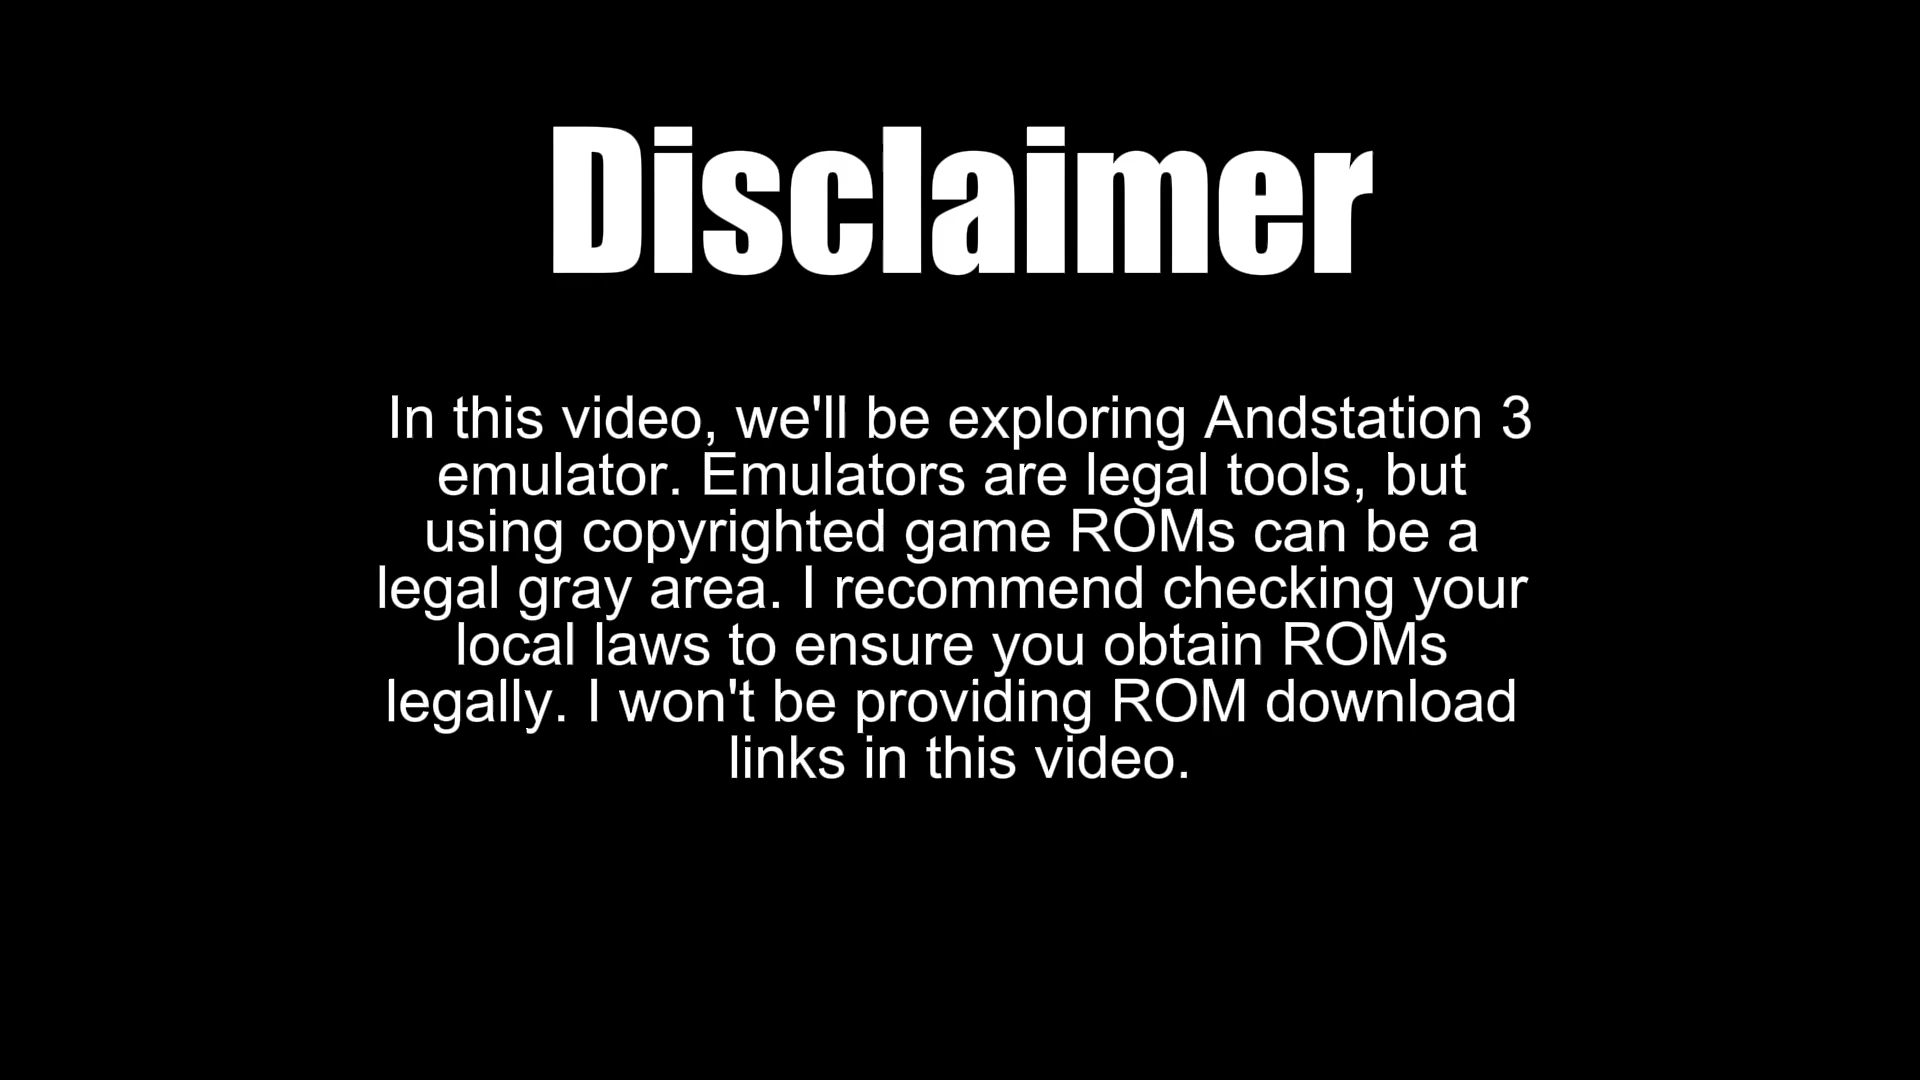 Disclaimer
In this video, we'll be exploring Andstation 3
emulator. Emulators are legal tools, but
using copyrighted game ROMs can be a
legal gray area. I recommend checking your
local laws to ensure you obtain ROMs
legally. I won't be providing ROM download
links in this video.